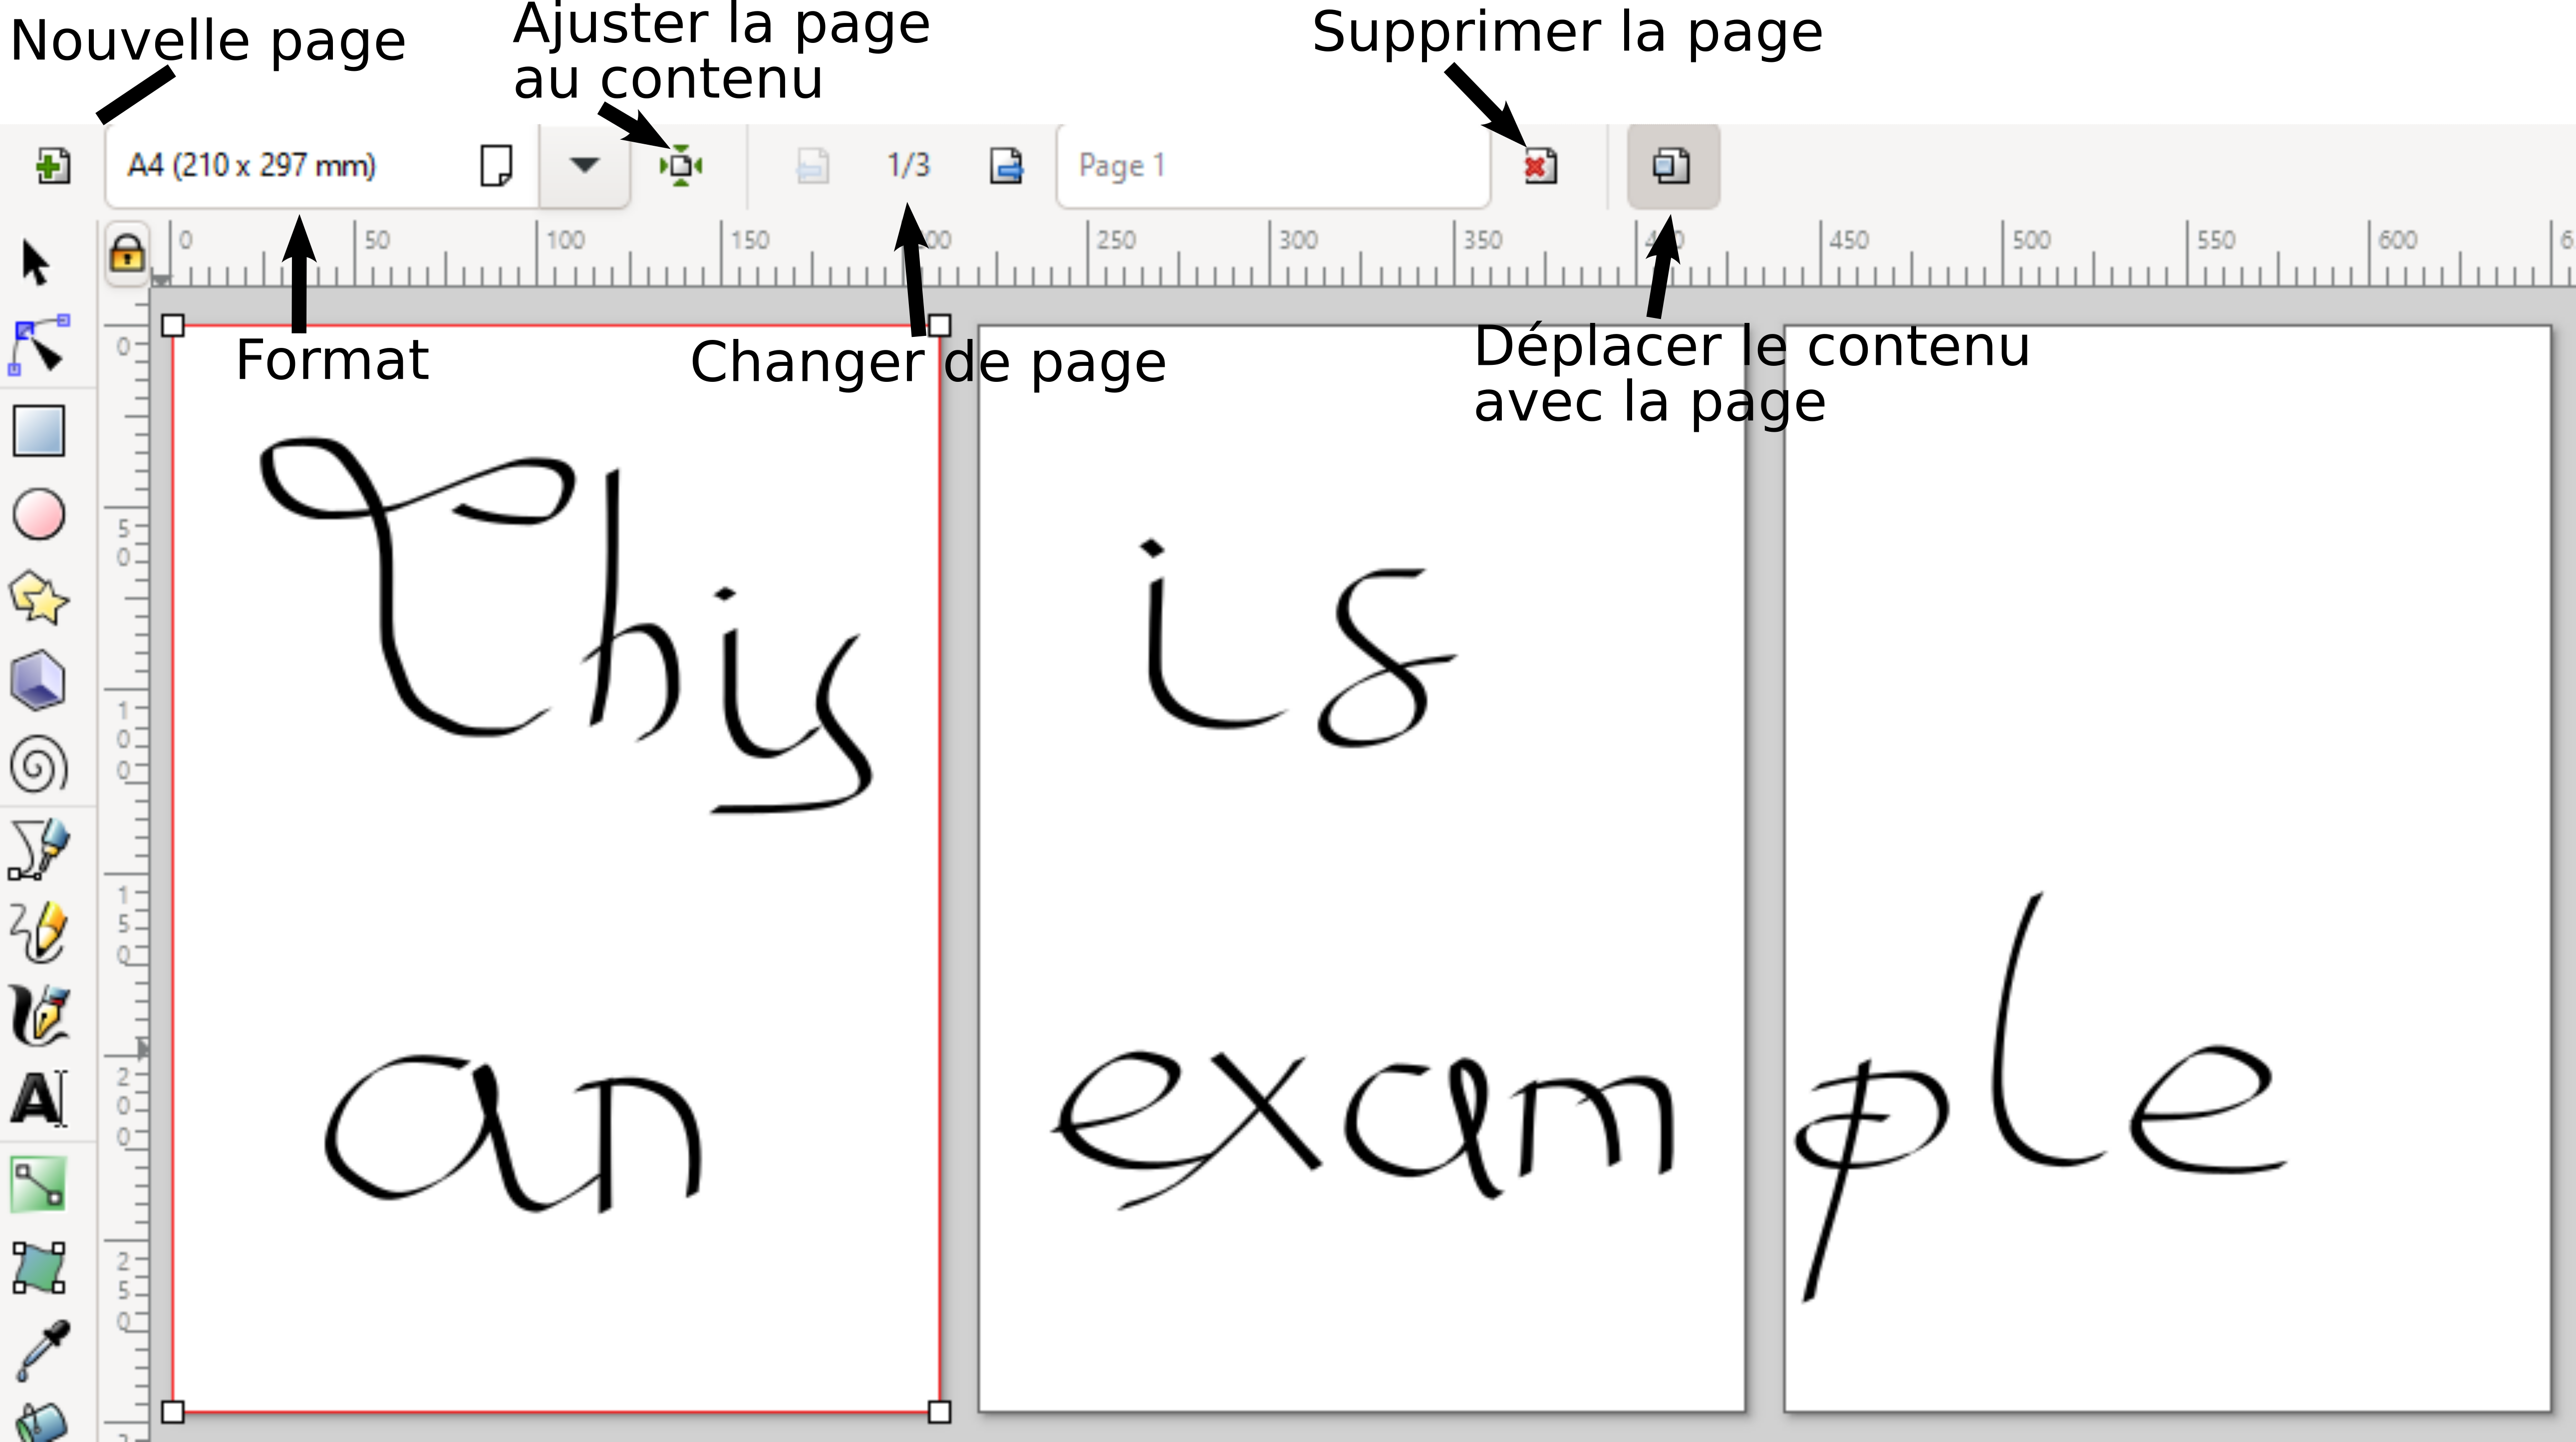 Nouvelle page
Ajuster la page
au contenu
Supprimer la page
A4 (210 x 297 mm)
1/3
Page 1
0 50 100 150 200 250 300 350 400 450 500 550 600 6
Format
Changer de page
Déplacer le contenu
avec la page
0
50
100
150
200
250
This is
an example
A